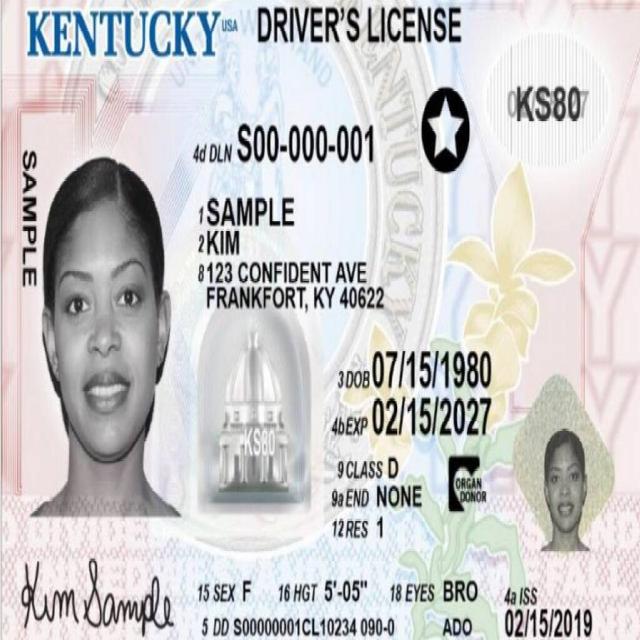 KENTUCKY USA DRIVER'S LICENSE
KS80
4d DLN S00-000-001
SAMPLE
1 SAMPLE
2 KIM
8 123 CONFIDENT AVE
FRANKFORT, KY 40622
KENTUCKY
3 DOB 07/15/1980
4b EXP 02/15/2027
KS80
9 CLASS D
9a END NONE
ORGAN
DONOR
12 RES 1
Kim Sample
15 SEX F 16 HGT 5'-05" 18 EYES BRO
4a ISS
5 DD S00000001CL10234 090-0 ADO 02/15/2019